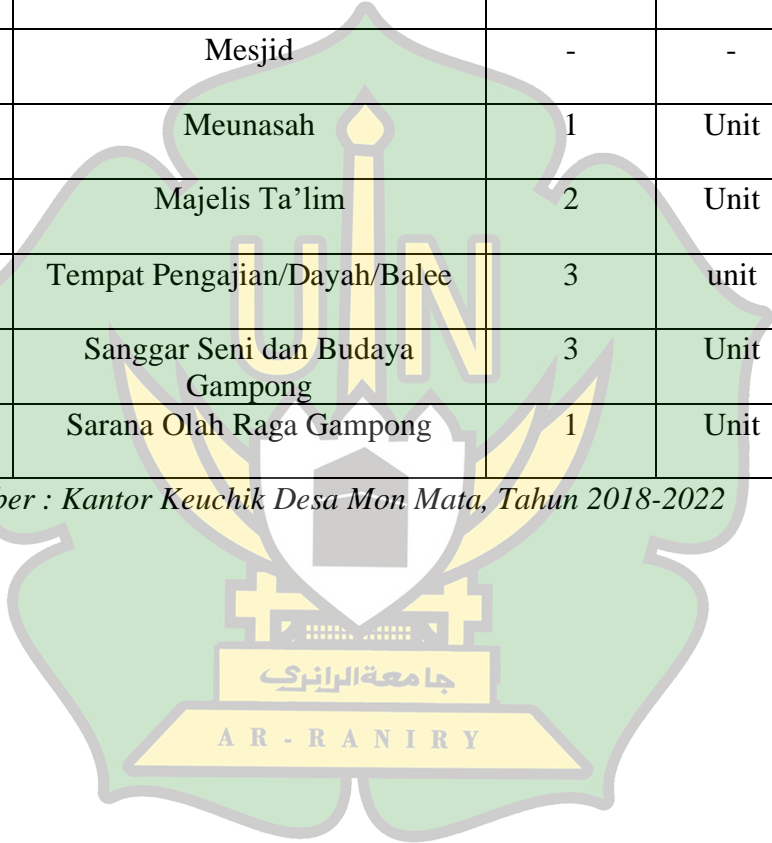 Mesjid - -
Meunasah 1 Unit
Majelis Ta’lim 2 Unit
Tempat Pengajian/Dayah/Balee 3 unit
Sanggar Seni dan Budaya 3 Unit
Gampong
Sarana Olah Raga Gampong 1 Unit
: Kantor Keuchik Desa Mon Mata, Tahun 2018-2022
UIN
جامعةالرانري
AR-RANIRY